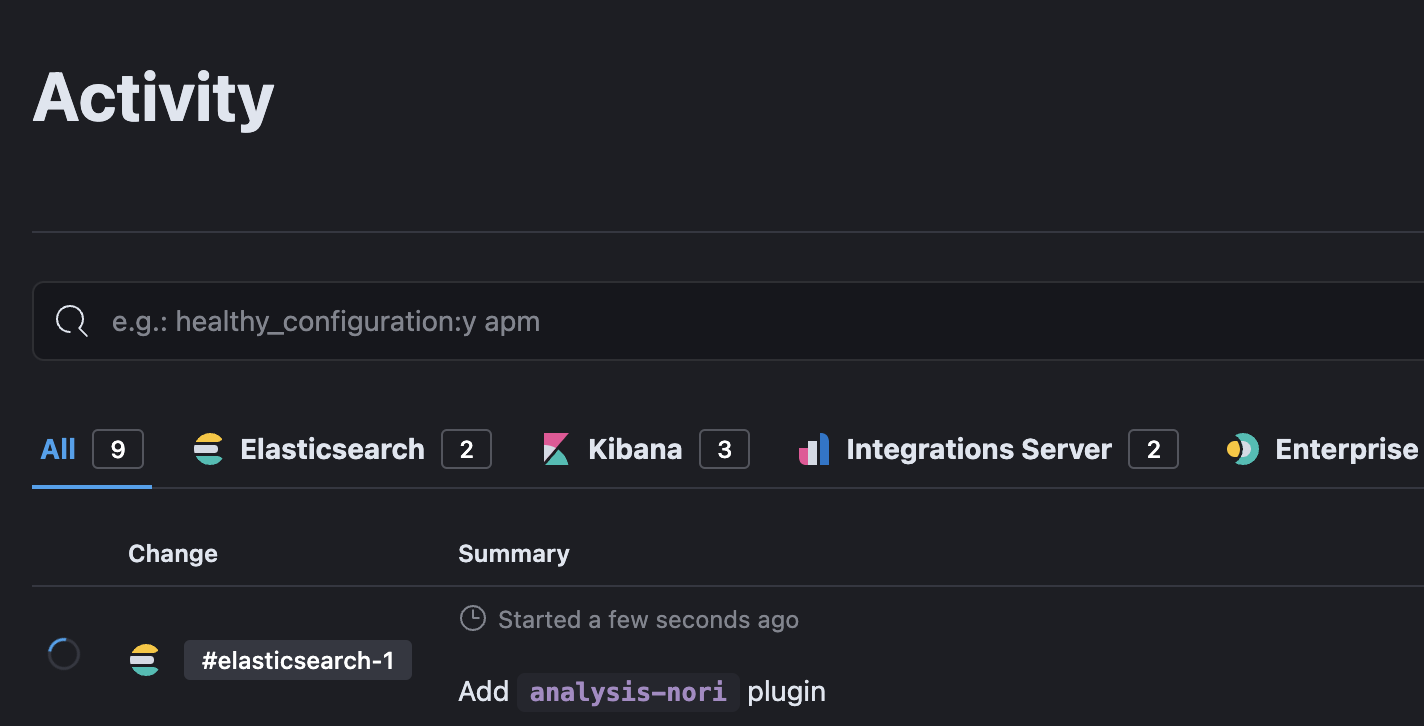 Activity
e.g.: healthy_configuration:y apm
All 9 Elasticsearch 2 Kibana 3 Integrations Server 2 Enterprise
Change Summary
Started a few seconds ago
#elasticsearch-1
Add analysis-nori plugin